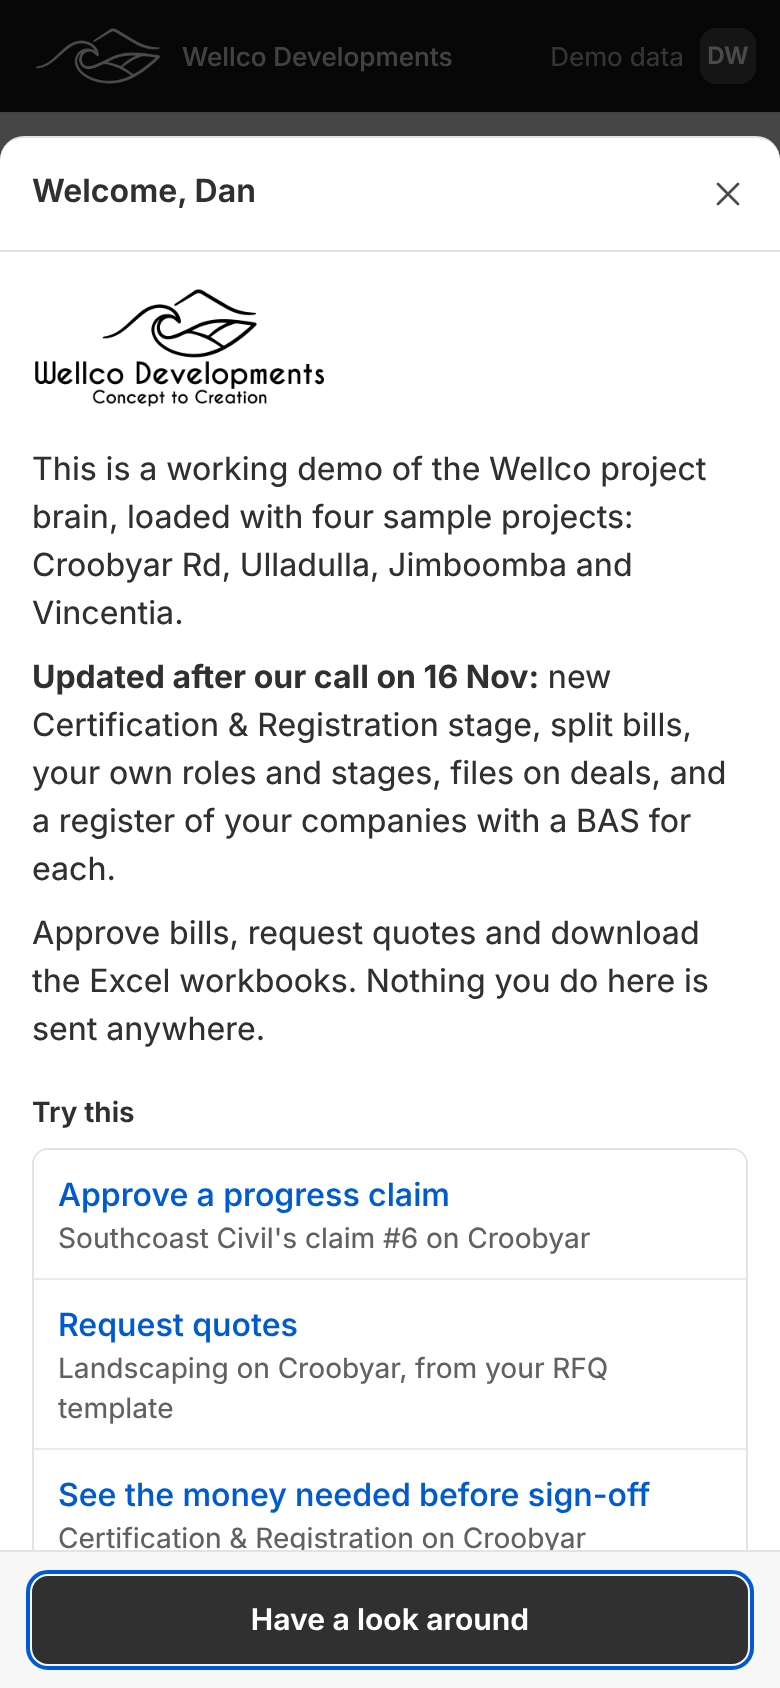 Wellco Developments
Demo data
DW
Welcome, Dan
Wellco Developments
Concept to Creation
This is a working demo of the Wellco project
brain, loaded with four sample projects:
Croobyar Rd, Ulladulla, Jimboomba and
Vincentia.
Updated after our call on 16 Nov: new
Certification & Registration stage, split bills,
your own roles and stages, files on deals, and
a register of your companies with a BAS for
each.
Approve bills, request quotes and download
the Excel workbooks. Nothing you do here is
sent anywhere.
Try this
Approve a progress claim
Southcoast Civil's claim #6 on Croobyar
Request quotes
Landscaping on Croobyar, from your RFQ
template
See the money needed before sign-off
Certification & Registration on Croobyar
Have a look around